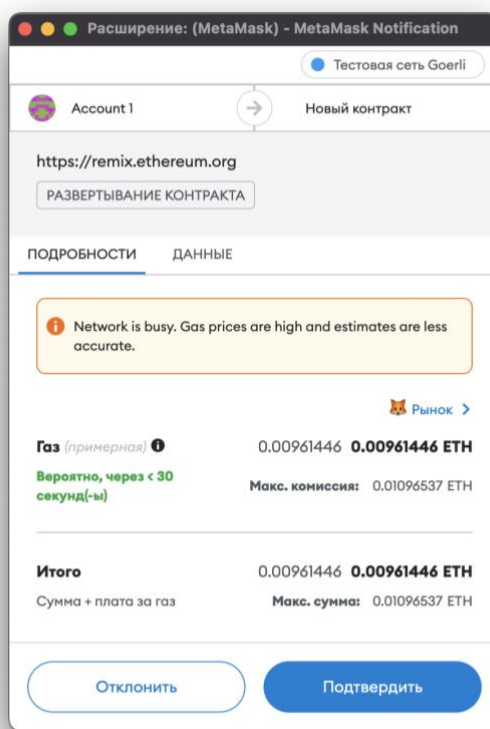 Расширение: (MetaMask) - MetaMask Notification
Тестовая сеть Goerli
Account 1
Новый контракт
https://remix.ethereum.org
РАЗВЕРТЫВАНИЕ КОНТРАКТА
ПОДРОБНОСТИ ДАННЫЕ
Network is busy. Gas prices are high and estimates are less
accurate.
Рынок
Газ (примерная) 0.00961446 0.00961446 ETH
Вероятно, через < 30
секунд(-ы)
Макс. комиссия: 0.01096537 ETH
Итого 0.00961446 0.00961446 ETH
Сумма + плата за газ Макс. сумма: 0.01096537 ETH
Отклонить Подтвердить